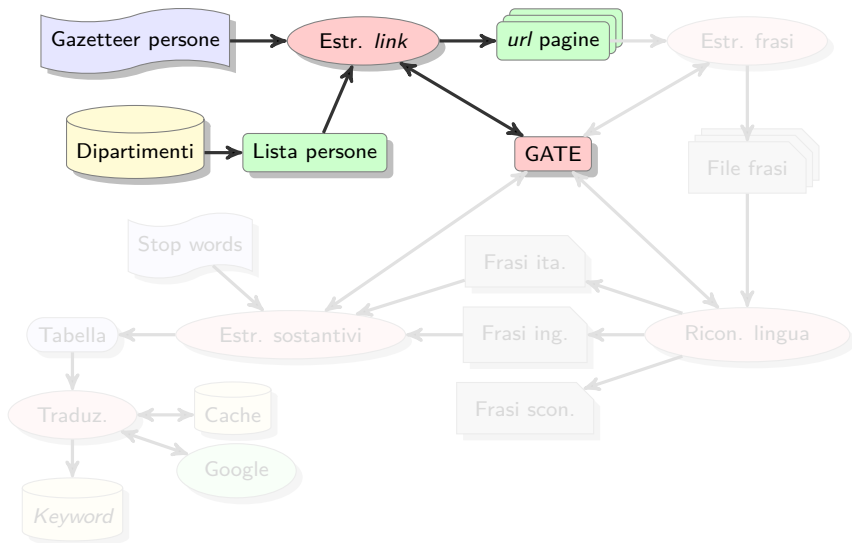 Gazetteer persone
Estr. link
url pagine
Estr. frasi
Dipartimenti
Lista persone
GATE
File frasi
Stop words
Frasi ita.
Tabella
Estr. sostantivi
Frasi ing.
Ricon. lingua
Traduz.
Cache
Frasi scon.
Google
Keyword